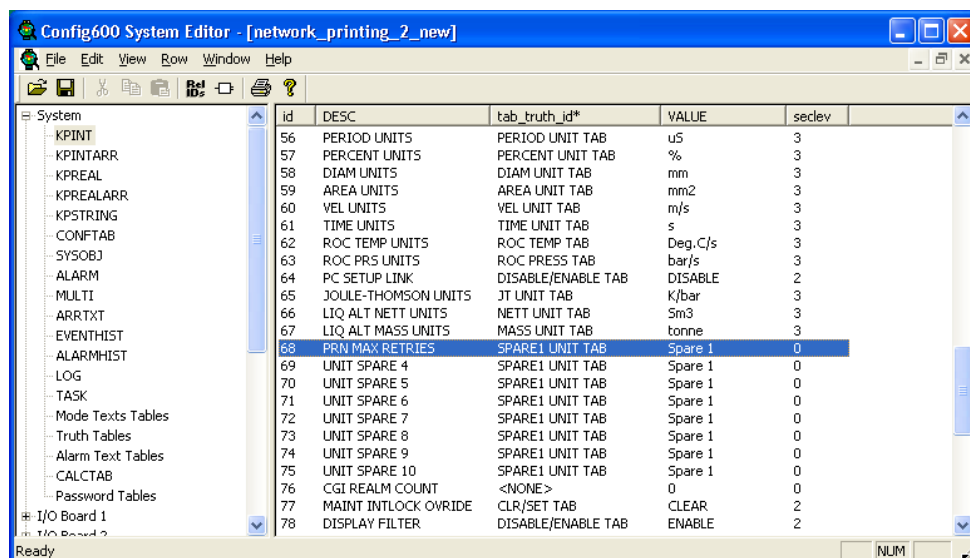 Config600 System Editor - [network_printing_2_new]
File Edit View Row Window Help
Rel IDs
System
KPINT
KPINTARR
KPREAL
KPREALARR
KPSTRING
CONFTAB
SYSOBJ
ALARM
MULTI
ARRTXT
EVENTHIST
ALARMHIST
LOG
TASK
Mode Texts Tables
Truth Tables
Alarm Text Tables
CALCTAB
Password Tables
I/O Board 1
I/O Board 2
id DESC tab_truth_id* VALUE seclev
56 PERIOD UNITS PERIOD UNIT TAB uS 3
57 PERCENT UNITS PERCENT UNIT TAB % 3
58 DIAM UNITS DIAM UNIT TAB mm 3
59 AREA UNITS AREA UNIT TAB mm2 3
60 VEL UNITS VEL UNIT TAB m/s 3
61 TIME UNITS TIME UNIT TAB s 3
62 ROC TEMP UNITS ROC TEMP TAB Deg.C/s 3
63 ROC PRS UNITS ROC PRESS TAB bar/s 3
64 PC SETUP LINK DISABLE/ENABLE TAB DISABLE 2
65 JOULE-THOMSON UNITS JT UNIT TAB K/bar 3
66 LIQ ALT NETT UNITS NETT UNIT TAB Sm3 3
67 LIQ ALT MASS UNITS MASS UNIT TAB tonne 3
68 PRN MAX RETRIES SPARE1 UNIT TAB Spare 1 0
69 UNIT SPARE 4 SPARE1 UNIT TAB Spare 1 0
70 UNIT SPARE 5 SPARE1 UNIT TAB Spare 1 0
71 UNIT SPARE 6 SPARE1 UNIT TAB Spare 1 0
72 UNIT SPARE 7 SPARE1 UNIT TAB Spare 1 0
73 UNIT SPARE 8 SPARE1 UNIT TAB Spare 1 0
74 UNIT SPARE 9 SPARE1 UNIT TAB Spare 1 0
75 UNIT SPARE 10 SPARE1 UNIT TAB Spare 1 0
76 CGI REALM COUNT <NONE> 0 0
77 MAINT INTLOCK OVRIDE CLR/SET TAB CLEAR 2
78 DISPLAY FILTER DISABLE/ENABLE TAB ENABLE 2
Ready NUM